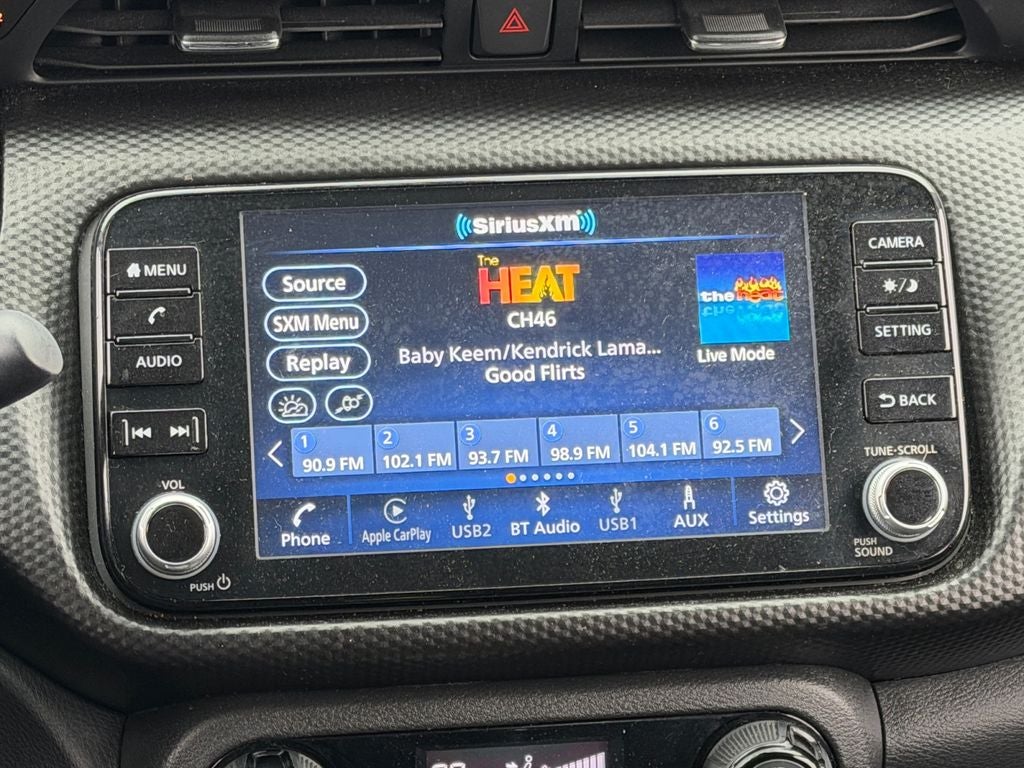 SiriusXM
MENU
AUDIO
VOL
PUSH
Source
SXM Menu
Replay
The
HEAT
CH46
Baby Keem/Kendrick Lama...
Good Flirts
the heat
Live Mode
1
90.9 FM
2
102.1 FM
3
93.7 FM
4
98.9 FM
5
104.1 FM
6
92.5 FM
Phone
Apple CarPlay
USB2
BT Audio
USB1
AUX
Settings
CAMERA
SETTING
BACK
TUNE-SCROLL
PUSH
SOUND